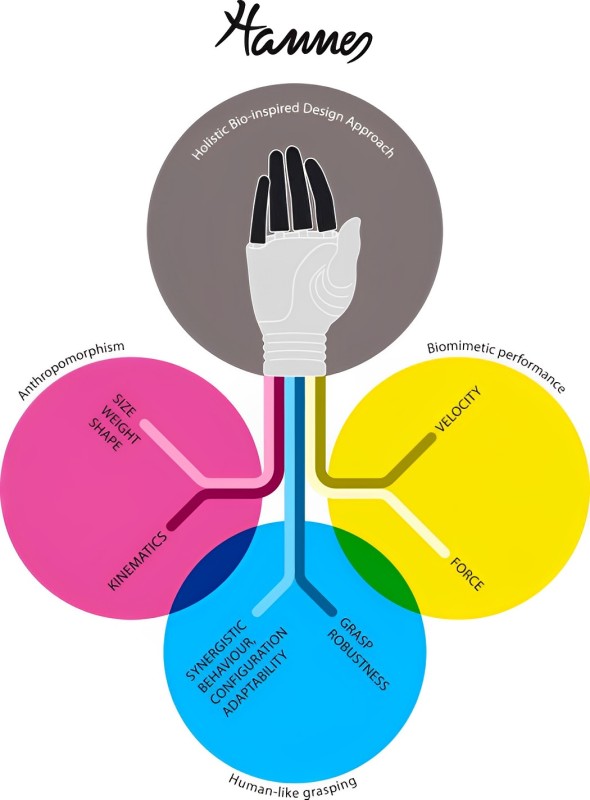 Hannes
Holistic Bio-inspired Design Approach
Anthropomorphism
SIZE
WEIGHT
SHAPE
KINEMATICS
Biomimetic performance
VELOCITY
FORCE
SYNERGISTIC
BEHAVIOUR,
CONFIGURATION
ADAPTABILITY
GRASP
ROBUSTNESS
Human-like grasping